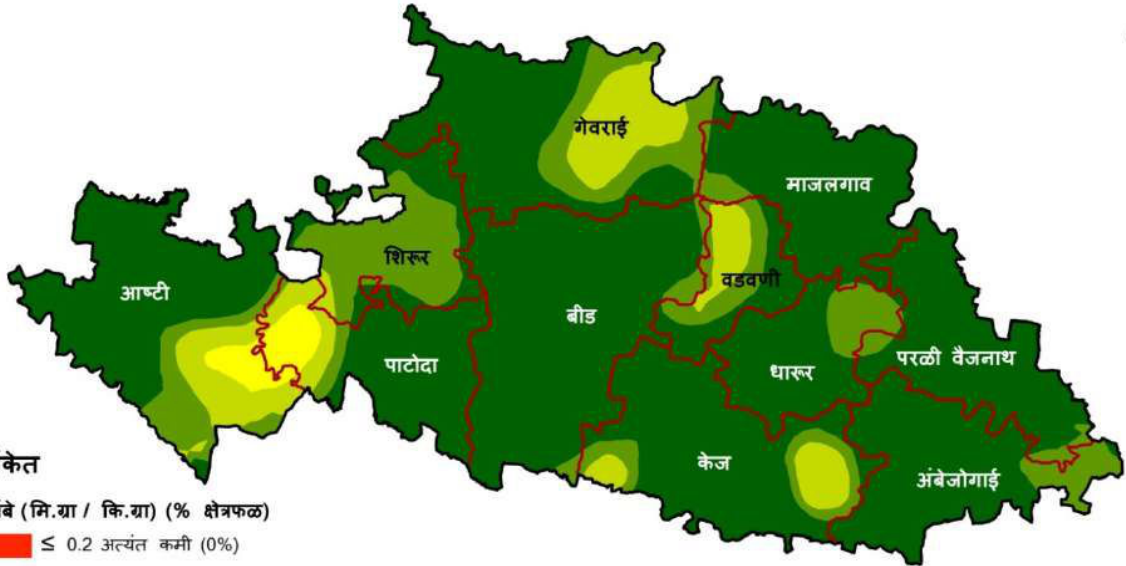 गेवराई
माजलगाव
शिरूर
वडवणी
आष्टी
बीड
पाटोदा
धारूर
परळी वैजनाथ
केज
अंबेजोगाई
(मि.ग्रा / कि.ग्रा) (% क्षेत्रफळ)
≤ 0.2 अत्यंत कमी (0%)